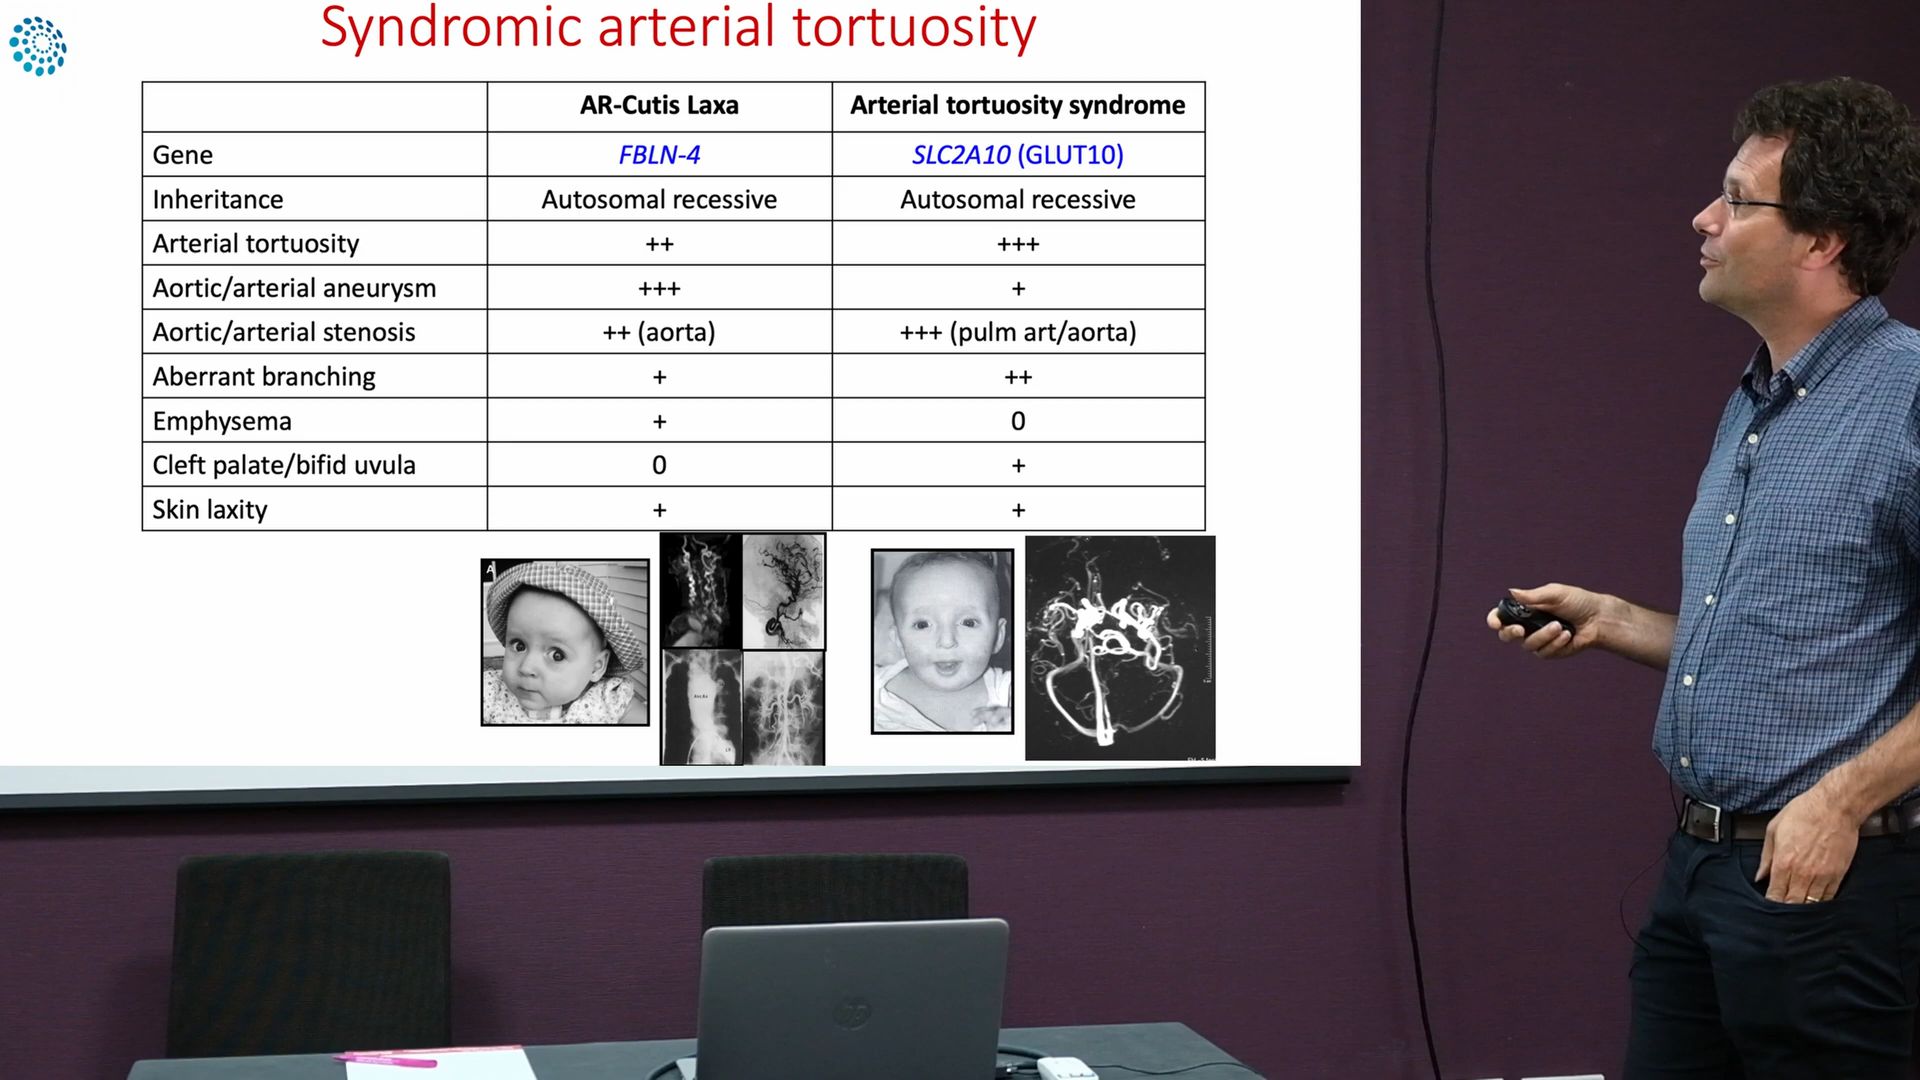 Syndromic arterial tortuosity
AR-Cutis Laxa Arterial tortuosity syndrome
Gene FBLN-4 SLC2A10 (GLUT10)
Inheritance Autosomal recessive Autosomal recessive
Arterial tortuosity ++ +++
Aortic/arterial aneurysm +++ +
Aortic/arterial stenosis ++ (aorta) +++ (pulm art/aorta)
Aberrant branching + ++
Emphysema + 0
Cleft palate/bifid uvula 0 +
Skin laxity + +
A
hp